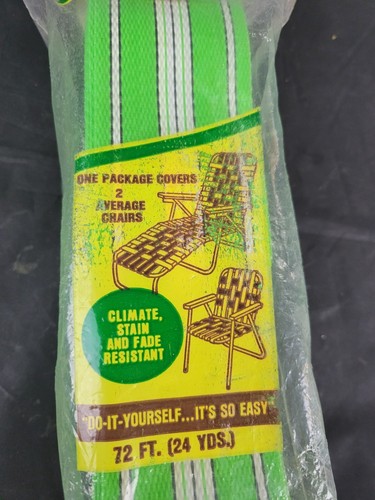 ONE PACKAGE COVERS
2
AVERAGE
CHAIRS
CLIMATE,
STAIN
AND FADE
RESISTANT
"DO-IT-YOURSELF...IT'S SO EASY"
72 FT. (24 YDS.)